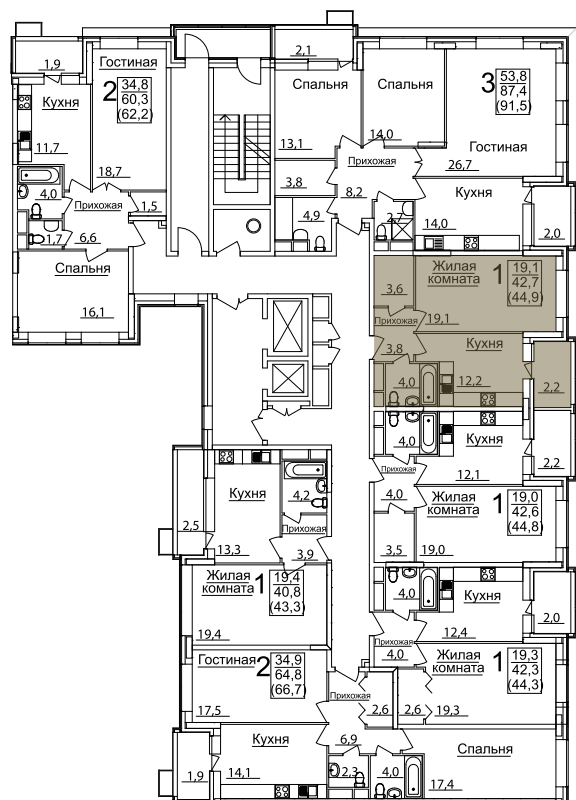 1,9
Кухня
11,7
Гостиная
2
34,8
60,3
(62,2)
18,7
4,0
Прихожая
1,5
1,7
6,6
Спальня
16,1
2,1
Спальня
13,1
Спальня
14,0
3
53,8
87,4
(91,5)
Гостиная
26,7
Прихожая
3,8
8,2
4,9
2,7
Кухня
14,0
2,0
Жилая
комната
1
19,1
42,7
(44,9)
3,6
Прихожая
19,1
3,8
Кухня
4,0
12,2
2,2
4,0
Кухня
12,1
2,2
Прихожая
4,0
Жилая
комната
1
19,0
42,6
(44,8)
3,5
19,0
2,5
Кухня
13,3
4,2
Прихожая
3,9
Жилая
комната
1
19,4
40,8
(43,3)
19,4
4,0
Кухня
12,4
2,0
Прихожая
4,0
Жилая
комната
1
19,3
42,3
(44,3)
2,6
19,3
Гостиная
2
34,9
64,8
(66,7)
17,5
Прихожая
2,6
6,9
1,9
Кухня
14,1
2,3
4,0
Спальня
17,4